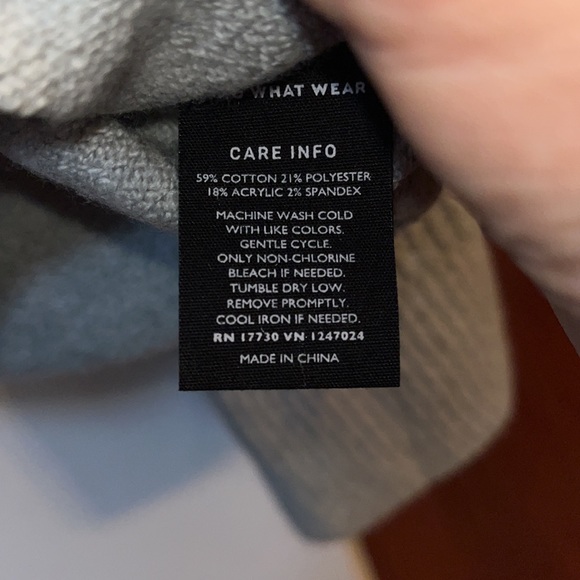 WHAT WEAR
CARE INFO
59% COTTON 21% POLYESTER
18% ACRYLIC 2% SPANDEX
MACHINE WASH COLD
WITH LIKE COLORS.
GENTLE CYCLE.
ONLY NON-CHLORINE
BLEACH IF NEEDED.
TUMBLE DRY LOW.
REMOVE PROMPTLY.
COOL IRON IF NEEDED.
RN 17730 VN 1247024
MADE IN CHINA